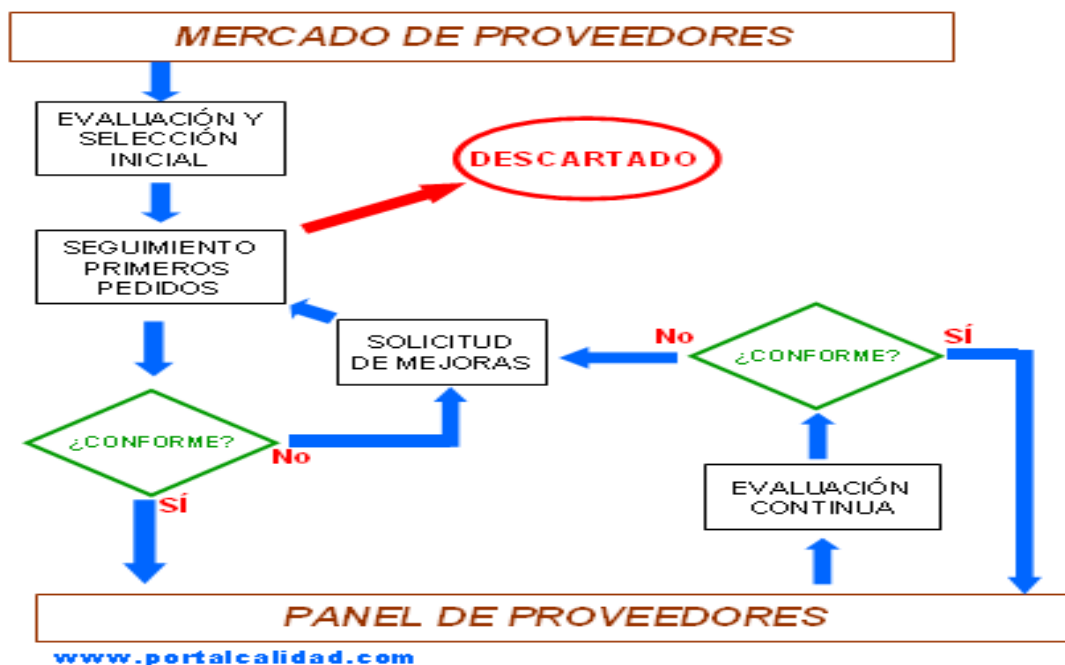 MERCADO DE PROVEEDORES
EVALUACIÓN Y
SELECCIÓN
INICIAL
DESCARTADO
SEGUIMIENTO
PRIMEROS
PEDIDOS
SOLICITUD
DE MEJORAS
No
¿CONFORME?
SÍ
¿CONFORME?
No
SÍ
EVALUACIÓN
CONTINUA
PANEL DE PROVEEDORES
www.portalcalidad.com